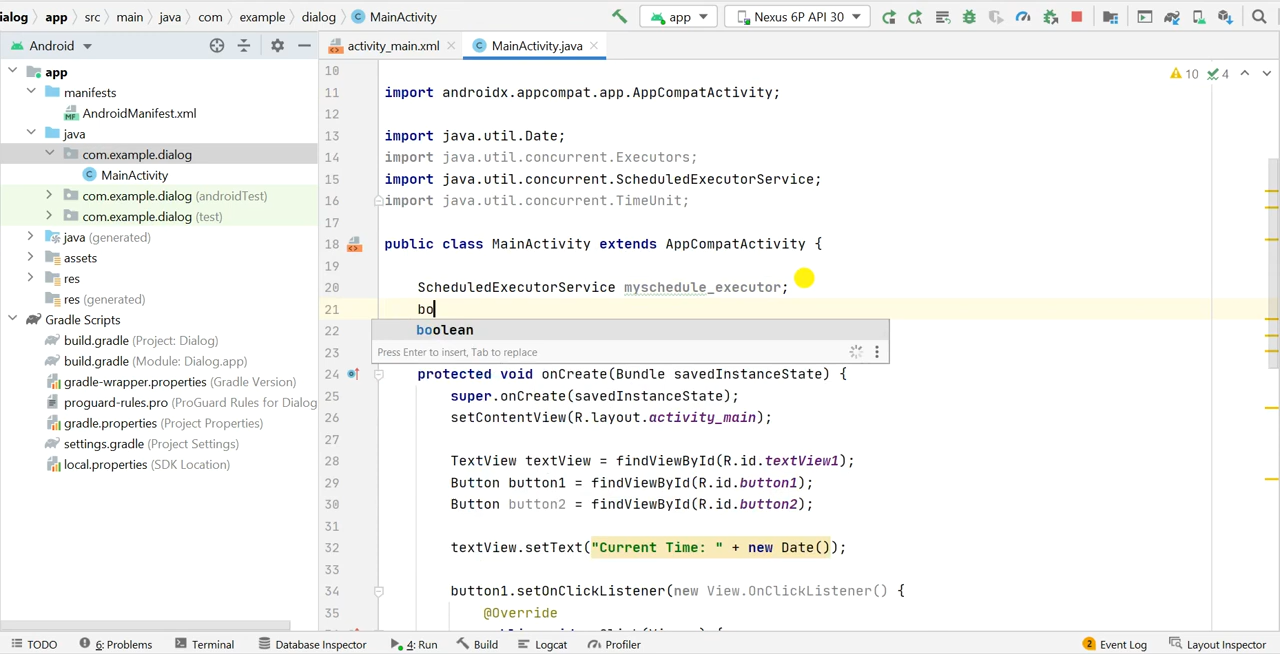 ialog app src main java com example dialog MainActivity app Nexus 6P API 30
Android activity_main.xml MainActivity.java
10 4
app
manifests
AndroidManifest.xml
java
com.example.dialog
MainActivity
com.example.dialog (androidTest)
com.example.dialog (test)
java (generated)
assets
res
res (generated)
Gradle Scripts
build.gradle (Project: Dialog)
build.gradle (Module: Dialog.app)
gradle-wrapper.properties (Gradle Version)
proguard-rules.pro (ProGuard Rules for Dialog
gradle.properties (Project Properties)
settings.gradle (Project Settings)
local.properties (SDK Location)
10
11 import androidx.appcompat.app.AppCompatActivity;
12
13 import java.util.Date;
14 import java.util.concurrent.Executors;
15 import java.util.concurrent.ScheduledExecutorService;
16 import java.util.concurrent.TimeUnit;
17
18 public class MainActivity extends AppCompatActivity {
19
20 ScheduledExecutorService myschedule_executor;
21 bo
22 boolean
23 Press Enter to insert, Tab to replace
24 protected void onCreate(Bundle savedInstanceState) {
25 super.onCreate(savedInstanceState);
26 setContentView(R.layout.activity_main);
27
28 TextView textView = findViewById(R.id.textView1);
29 Button button1 = findViewById(R.id.button1);
30 Button button2 = findViewById(R.id.button2);
31
32 textView.setText("Current Time: " + new Date());
33
34 button1.setOnClickListener(new View.OnClickListener() {
35 @Override
TODO 6: Problems Terminal Database Inspector 4: Run Build Logcat Profiler 2 Event Log Layout Inspector